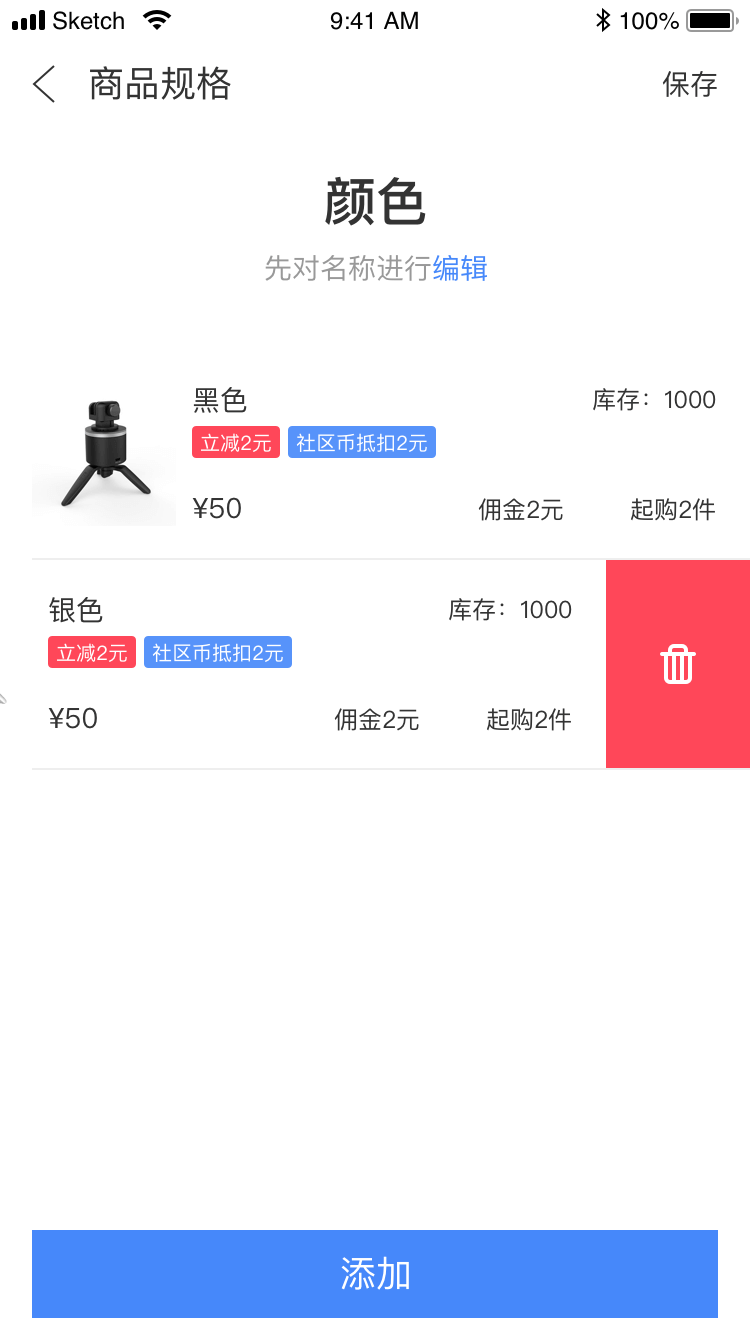 Sketch 9:41 AM 100%
商品规格 保存
颜色
先对名称进行编辑
黑色 库存：1000
立减2元 社区币抵扣2元
¥50 佣金2元 起购2件
银色 库存：1000
立减2元 社区币抵扣2元
¥50 佣金2元 起购2件
添加